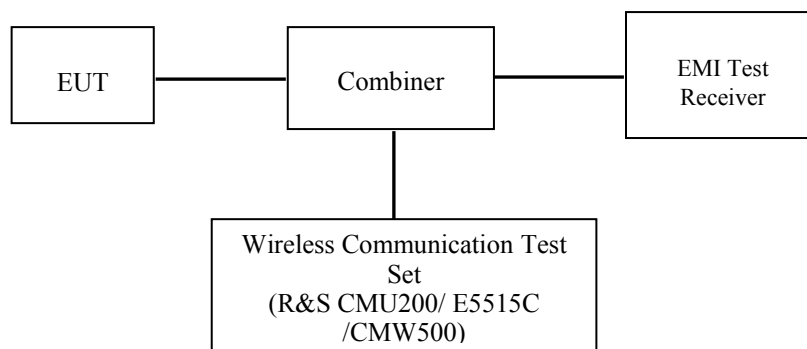 EUT
Combiner
EMI Test
Receiver
Wireless Communication Test
Set
(R&S CMU200/ E5515C
/CMW500)